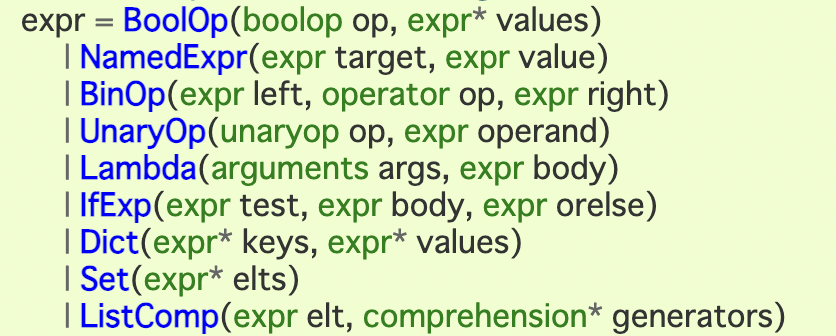 expr = BoolOp(boolop op, expr* values)
| NamedExpr(expr target, expr value)
| BinOp(expr left, operator op, expr right)
| UnaryOp(unaryop op, expr operand)
| Lambda(arguments args, expr body)
| IfExp(expr test, expr body, expr orelse)
| Dict(expr* keys, expr* values)
| Set(expr* elts)
| ListComp(expr elt, comprehension* generators)